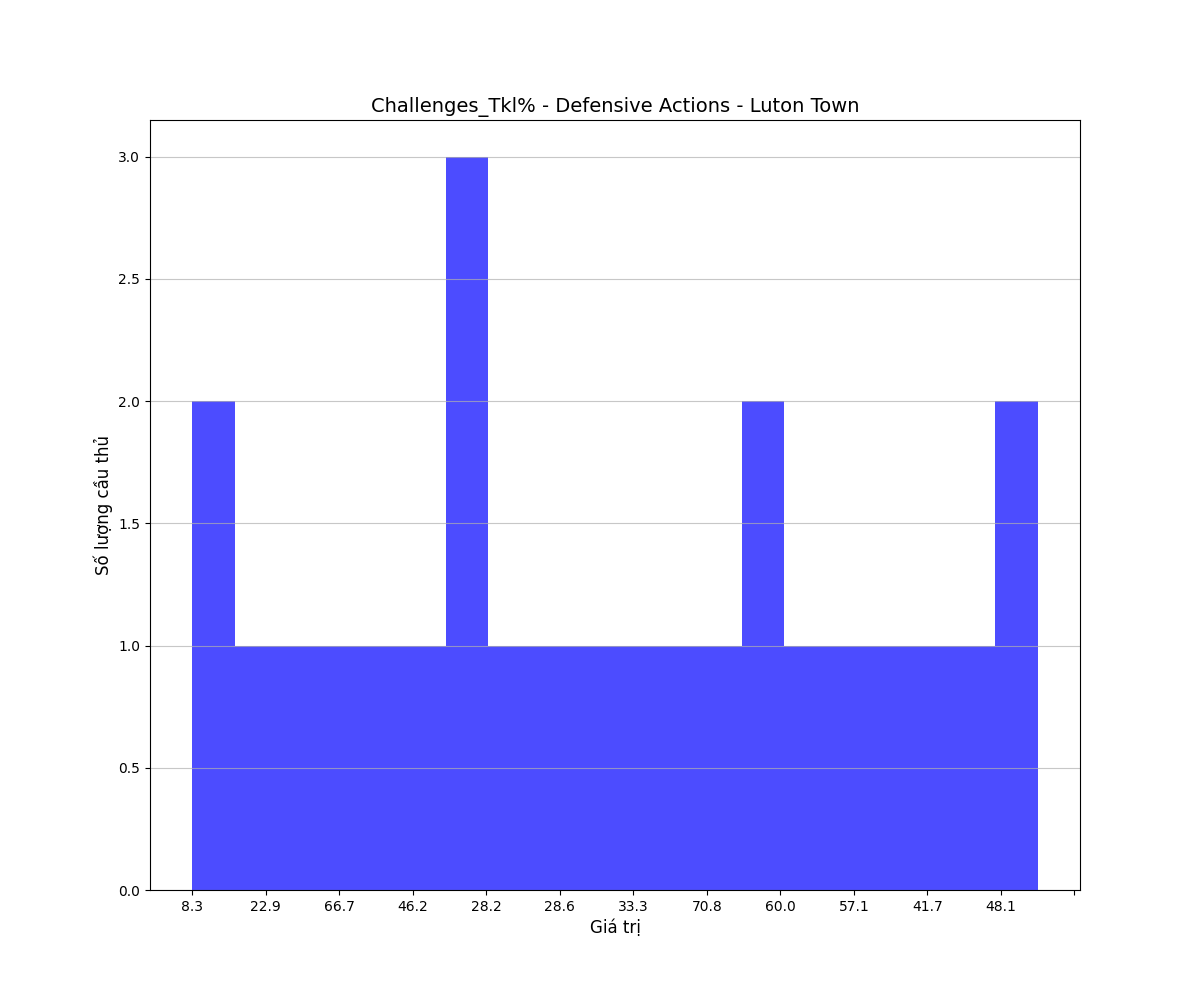 Challenges_Tkl% - Defensive Actions - Luton Town
3.0
2.5
2.0
1.5
1.0
0.5
0.0
Số lượng cầu thủ
8.3 22.9 66.7 46.2 28.2 28.6 33.3 70.8 60.0 57.1 41.7 48.1
Giá trị